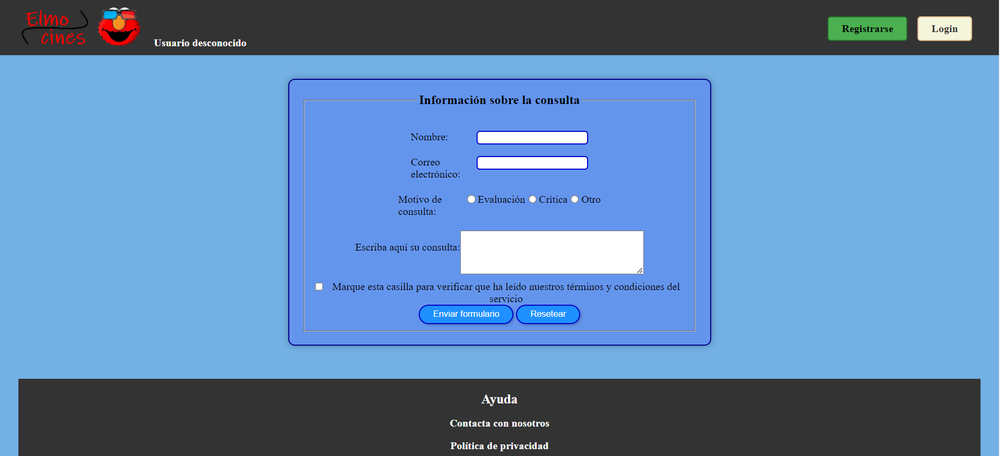 Elmo
cines
Usuario desconocido
Registrarse
Login
Información sobre la consulta
Nombre:
Correo
electrónico:
Motivo de
consulta:
Evaluación Crìtica Otro
Escriba aquí su consulta:
Marque esta casilla para verificar que ha leído nuestros términos y condiciones del
servicio
Enviar formulario
Resetear
Ayuda
Contacta con nosotros
Política de privacidad